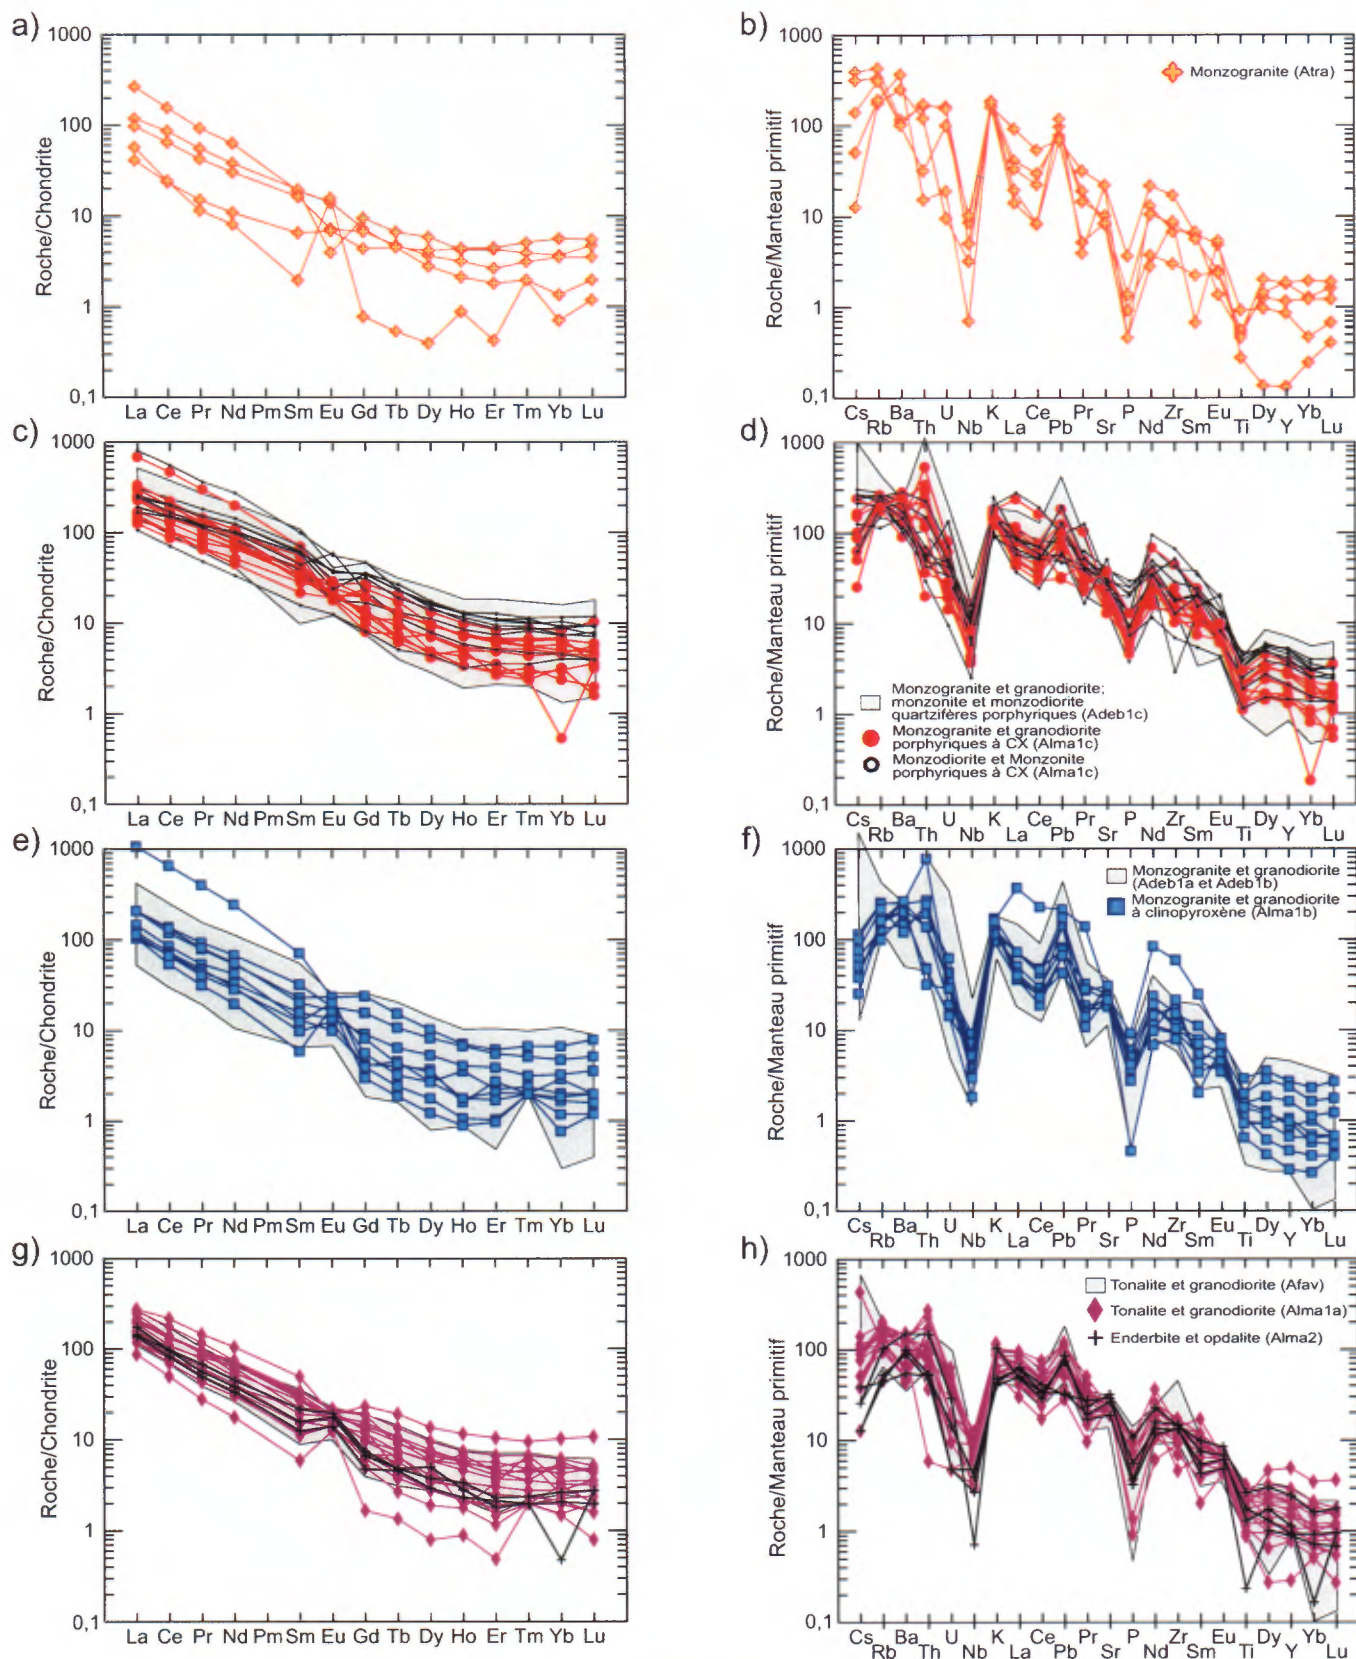 a)
1000
100
10
1
0,1
Roche/Chondrite
La Ce Pr Nd Pm Sm Eu Gd Tb Dy Ho Er Tm Yb Lu
b)
1000
100
10
1
0,1
Roche/Manteau primitif
Monzogranite (Atra)
Cs Rb Ba Th U Nb K La Ce Pb Pr Sr P Nd Zr Sm Eu Ti Dy Y Yb Lu
c)
1000
100
10
1
0,1
Roche/Chondrite
La Ce Pr Nd Pm Sm Eu Gd Tb Dy Ho Er Tm Yb Lu
d)
1000
100
10
1
0,1
Roche/Manteau primitif
Monzogranite et granodiorite;
monzonite et monzodiorite
quartzifères porphyriques (Adeb1c)
Monzogranite et granodiorite
porphyriques à CX (Alma1c)
Monzodiorite et Monzonite
porphyriques à CX (Alma1c)
Cs Rb Ba Th U Nb K La Ce Pb Pr Sr P Nd Zr Sm Eu Ti Dy Y Yb Lu
e)
1000
100
10
1
0,1
Roche/Chondrite
La Ce Pr Nd Pm Sm Eu Gd Tb Dy Ho Er Tm Yb Lu
f)
1000
100
10
1
0,1
Roche/Manteau primitif
Monzogranite et granodiorite
(Adeb1a et Adeb1b)
Monzogranite et granodiorite
à clinopyroxène (Alma1b)
Cs Rb Ba Th U Nb K La Ce Pb Pr Sr P Nd Zr Sm Eu Ti Dy Y Yb Lu
g)
1000
100
10
1
0,1
Roche/Chondrite
La Ce Pr Nd Pm Sm Eu Gd Tb Dy Ho Er Tm Yb Lu
h)
1000
100
10
1
0,1
Roche/Manteau primitif
Tonalite et granodiorite (Afav)
Tonalite et granodiorite (Alma1a)
Enderbite et opdalite (Alma2)
Cs Rb Ba Th U Nb K La Ce Pb Pr Sr P Nd Zr Sm Eu Ti Dy Y Yb Lu